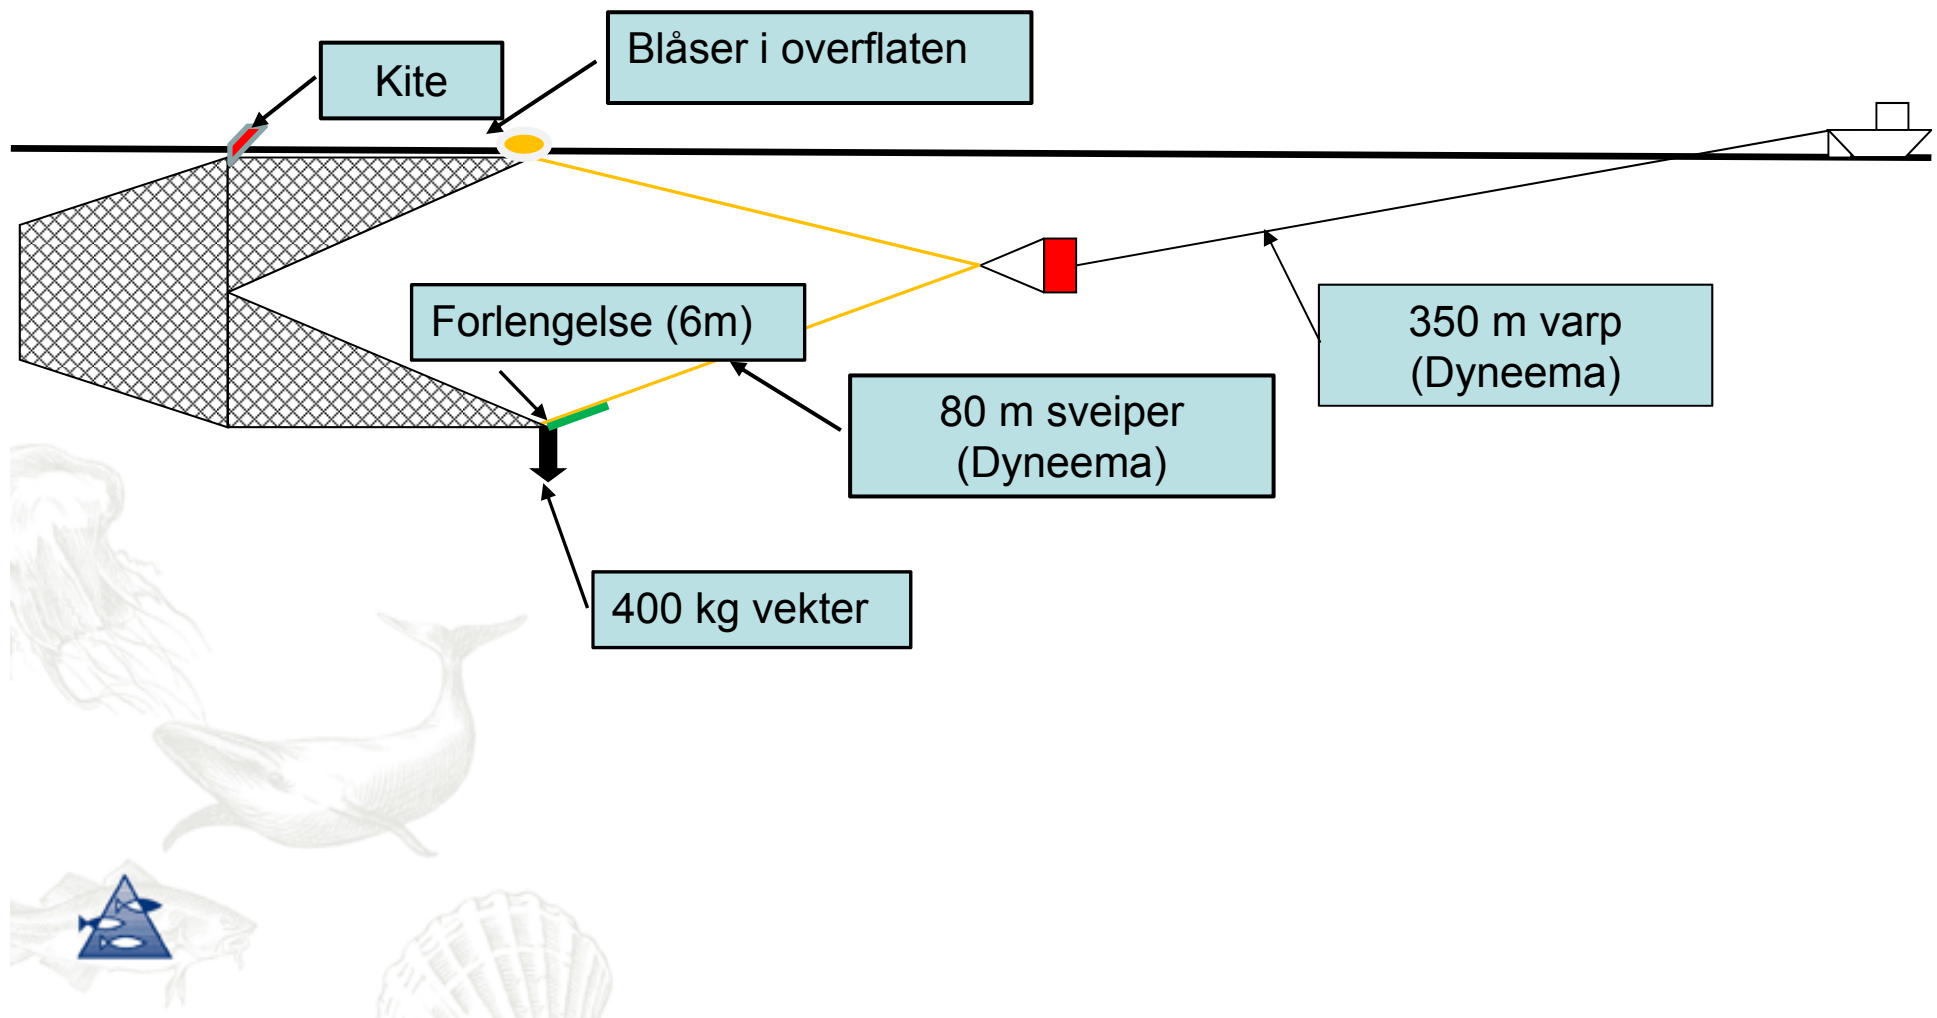 Kite
Blåser i overflaten
Forlengelse (6m)
350 m varp
(Dyneema)
80 m sveiper
(Dyneema)
400 kg vekter